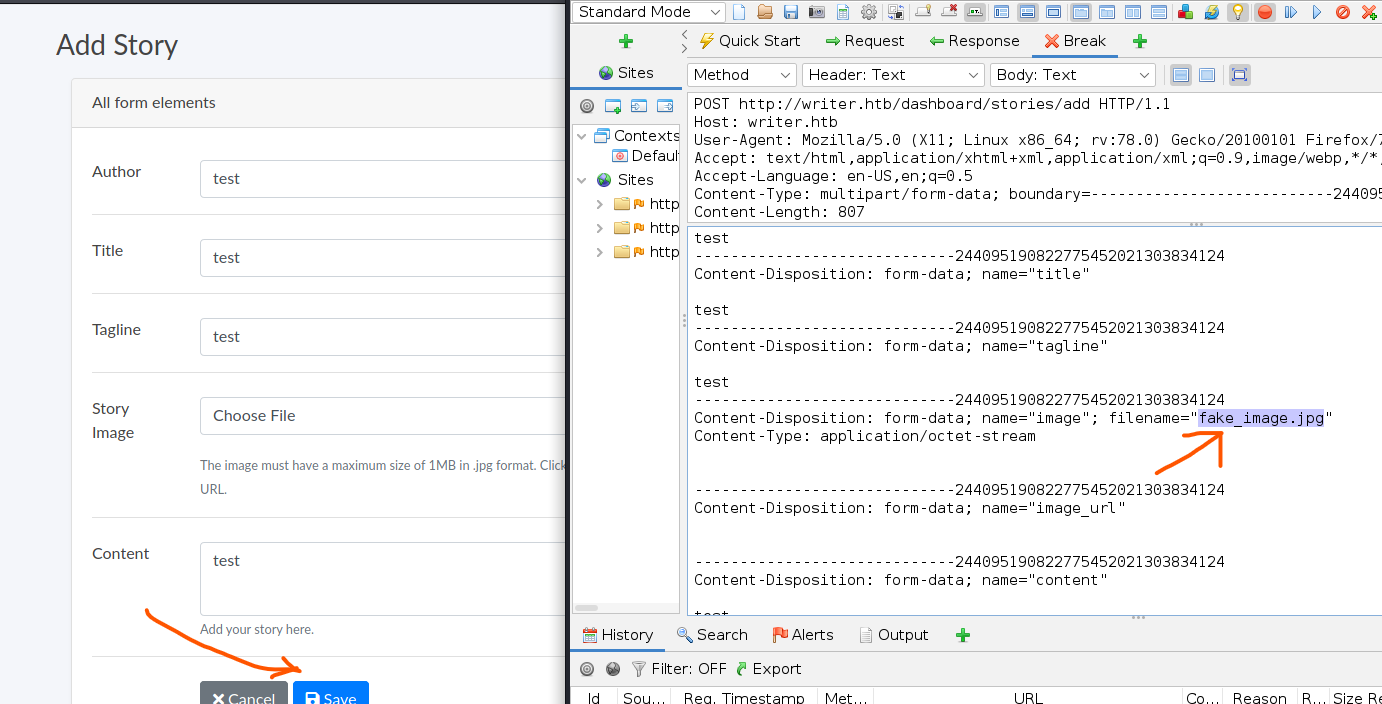 Add Story
All form elements
Author
test
Title
test
Tagline
test
Story
Image
Choose File
The image must have a maximum size of 1MB in .jpg format. Click
URL.
Content
test
Add your story here.
Cancel
Save
Standard Mode
Quick Start
Request
Response
Break
Sites
Method
Header: Text
Body: Text
Contexts
Defaul
Sites
http
http
http
POST http://writer.htb/dashboard/stories/add HTTP/1.1
Host: writer.htb
User-Agent: Mozilla/5.0 (X11; Linux x86_64; rv:78.0) Gecko/20100101 Firefox/7
Accept: text/html,application/xhtml+xml,application/xml;q=0.9,image/webp,*/*,
Accept-Language: en-US,en;q=0.5
Content-Type: multipart/form-data; boundary=---------------------------24409
Content-Length: 807
test
-----------------------------244095190822775452021303834124
Content-Disposition: form-data; name="title"
test
-----------------------------244095190822775452021303834124
Content-Disposition: form-data; name="tagline"
test
-----------------------------244095190822775452021303834124
Content-Disposition: form-data; name="image"; filename="fake_image.jpg"
Content-Type: application/octet-stream
-----------------------------244095190822775452021303834124
Content-Disposition: form-data; name="image_url"
-----------------------------244095190822775452021303834124
Content-Disposition: form-data; name="content"
test
History
Search
Alerts
Output
Filter: OFF
Export
Id
Sou...
Req. Timestamp
Met...
URL
Co...
Reason
R...
Size Re